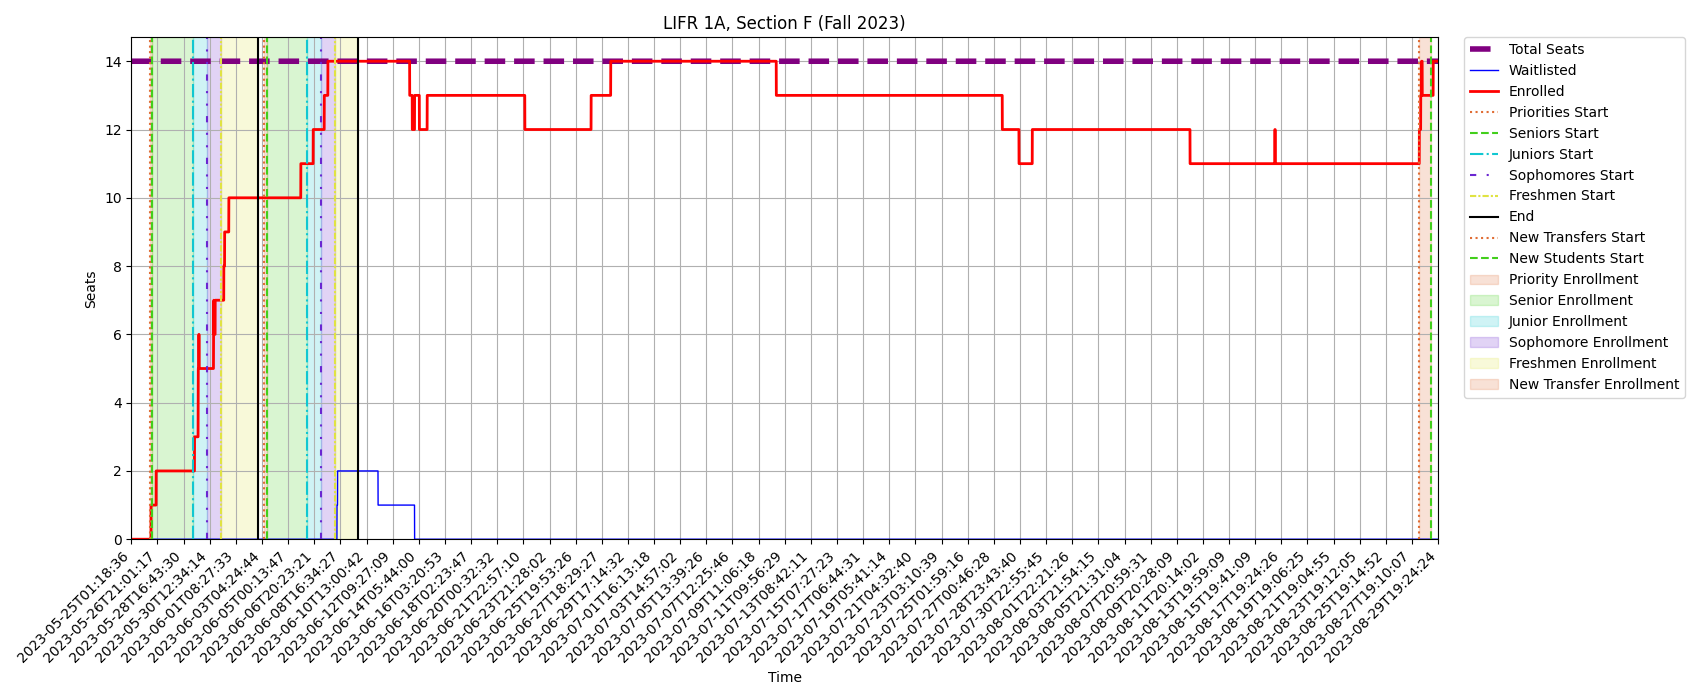 LIFR 1A, Section F (Fall 2023)
Seats
14
12
10
8
6
4
2
0
2023-05-25T01:18:36
2023-05-26T21:01:17
2023-05-28T16:43:30
2023-05-30T12:34:14
2023-06-01T08:27:33
2023-06-03T04:24:44
2023-06-05T00:13:47
2023-06-06T20:23:21
2023-06-08T16:34:27
2023-06-10T13:00:42
2023-06-12T09:27:09
2023-06-14T05:44:00
2023-06-16T03:20:53
2023-06-18T02:23:47
2023-06-20T00:32:32
2023-06-21T22:57:10
2023-06-23T21:28:02
2023-06-25T19:53:26
2023-06-27T18:29:27
2023-06-29T17:14:32
2023-07-01T16:13:18
2023-07-03T14:57:02
2023-07-05T13:39:26
2023-07-07T12:25:46
2023-07-09T11:06:18
2023-07-11T09:56:29
2023-07-13T08:42:11
2023-07-15T07:27:23
2023-07-17T06:44:31
2023-07-19T05:41:14
2023-07-21T04:32:40
2023-07-23T03:10:39
2023-07-25T01:59:16
2023-07-27T00:46:28
2023-07-28T23:43:40
2023-07-30T22:55:45
2023-08-01T22:21:26
2023-08-03T21:54:15
2023-08-05T21:31:04
2023-08-07T20:59:31
2023-08-09T20:28:09
2023-08-11T20:14:02
2023-08-13T19:59:09
2023-08-15T19:41:09
2023-08-17T19:24:26
2023-08-19T19:06:25
2023-08-21T19:04:55
2023-08-23T19:12:05
2023-08-25T19:14:52
2023-08-27T19:10:07
2023-08-29T19:24:24
Time
Total Seats
Waitlisted
Enrolled
Priorities Start
Seniors Start
Juniors Start
Sophomores Start
Freshmen Start
End
New Transfers Start
New Students Start
Priority Enrollment
Senior Enrollment
Junior Enrollment
Sophomore Enrollment
Freshmen Enrollment
New Transfer Enrollment